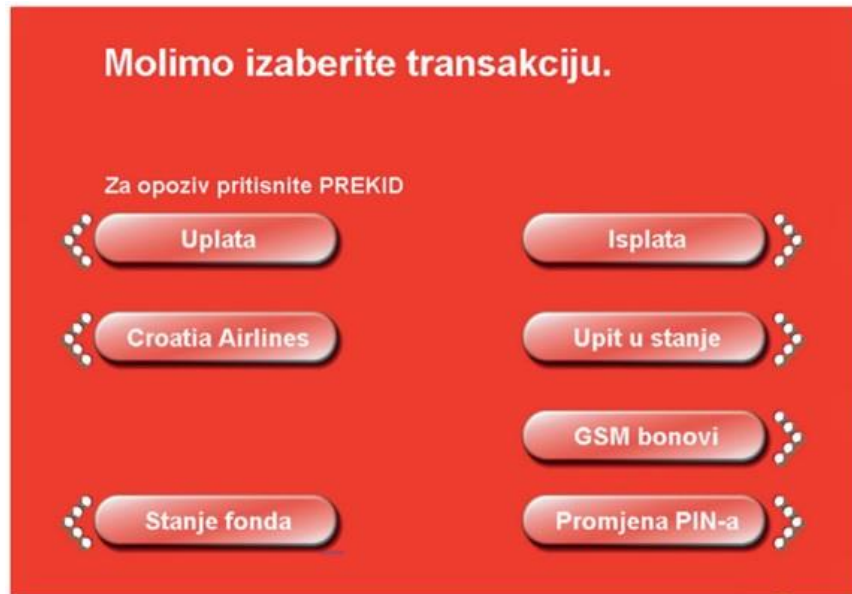 Molimo izaberite transakciju.
Za opoziv pritisnite PREKID
Uplata
Isplata
Croatia Airlines
Upit u stanje
GSM bonovi
Stanje fonda
Promjena PIN-a